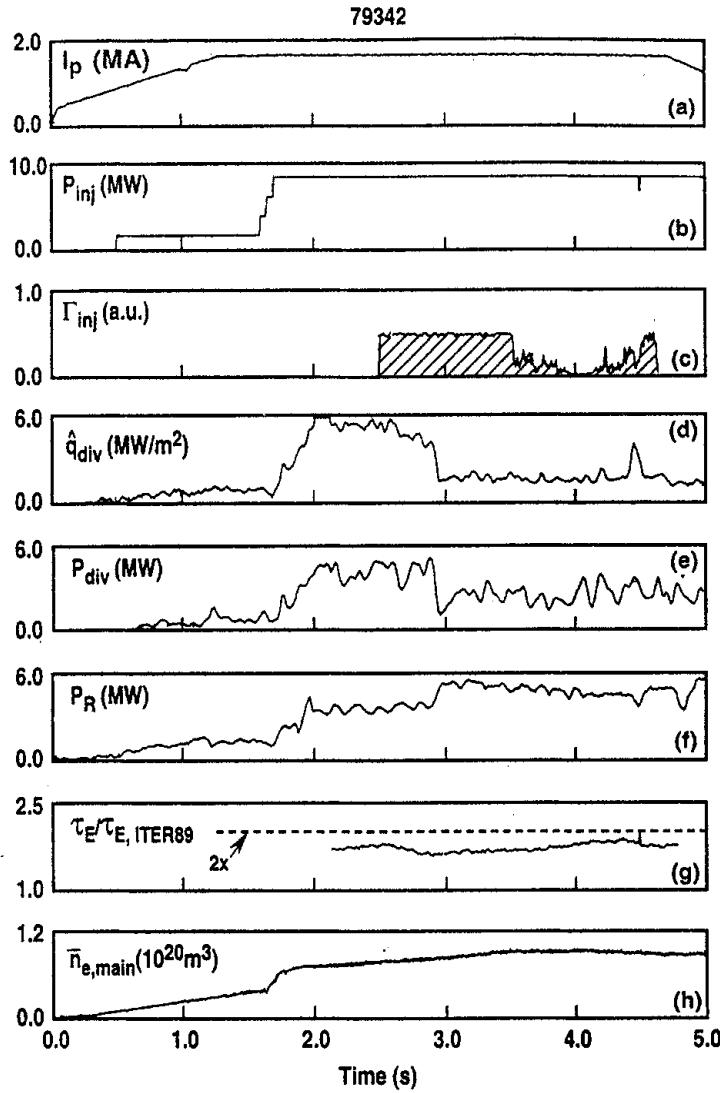 79342
2.0
I_p (MA)
(a)
0.0
10.0
P_inj (MW)
(b)
0.0
1.0
Γ_inj (a.u.)
(c)
0.0
6.0
q̂_div (MW/m²)
(d)
0.0
6.0
P_div (MW)
(e)
0.0
6.0
P_R (MW)
(f)
0.0
2.5
τ_E/τ_E, ITER89
2x
(g)
1.0
1.2
n̄_e,main (10²⁰m³)
(h)
0.0
0.0 1.0 2.0 3.0 4.0 5.0
Time (s)